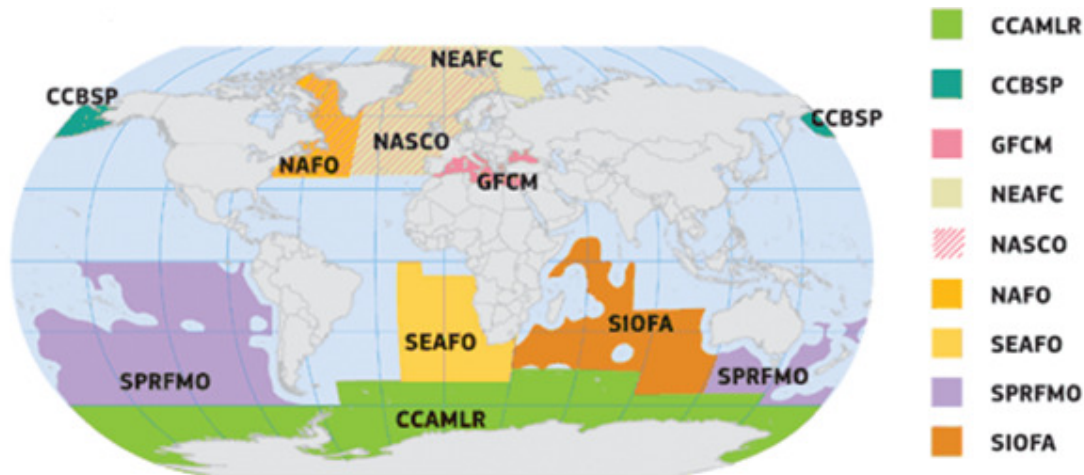 NEAFC
CCBSP
CCBSP
NASCO
NAFO
GFCM
SIOFA
SEAFO
SPRFMO
SPRFMO
CCAMLR
CCAMLR
CCBSP
GFCM
NEAFC
NASCO
NAFO
SEAFO
SPRFMO
SIOFA